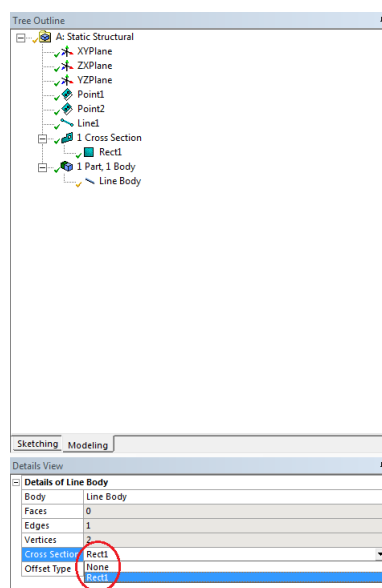 Tree Outline
A: Static Structural
XYPlane
ZXPlane
YZPlane
Point1
Point2
Line1
1 Cross Section
Rect1
1 Part, 1 Body
Line Body
Sketching Modeling
Details View
Details of Line Body
Body Line Body
Faces 0
Edges 1
Vertices 2
Cross Section Rect1
Offset Type None
Rect1